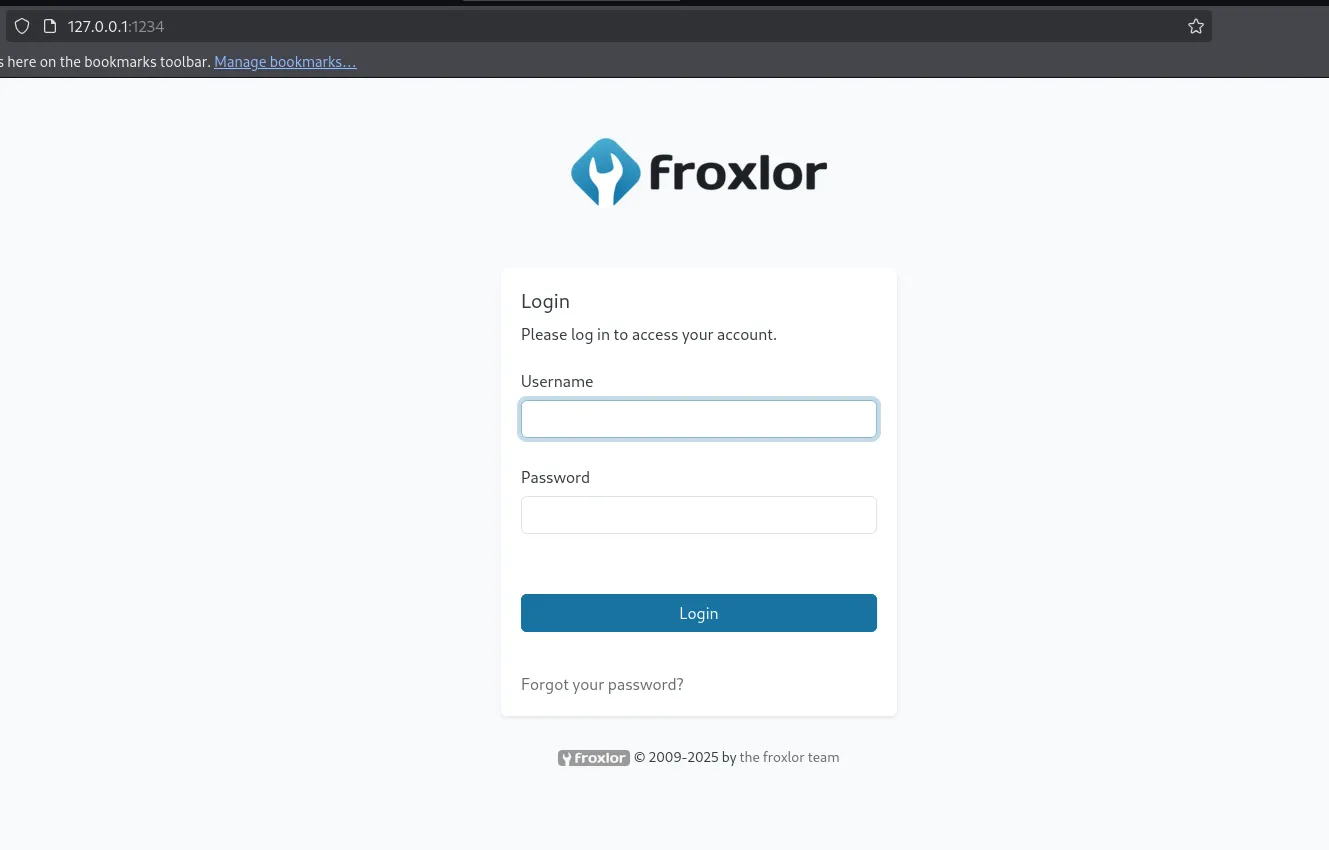 127.0.0.1:1234
s here on the bookmarks toolbar. Manage bookmarks…
froxlor
Login
Please log in to access your account.
Username
Password
Login
Forgot your password?
froxlor © 2009-2025 by the froxlor team